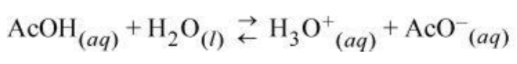 AcOH(aq) + H₂O(l) ⇄ H₃O⁺(aq) + AcO⁻(aq)